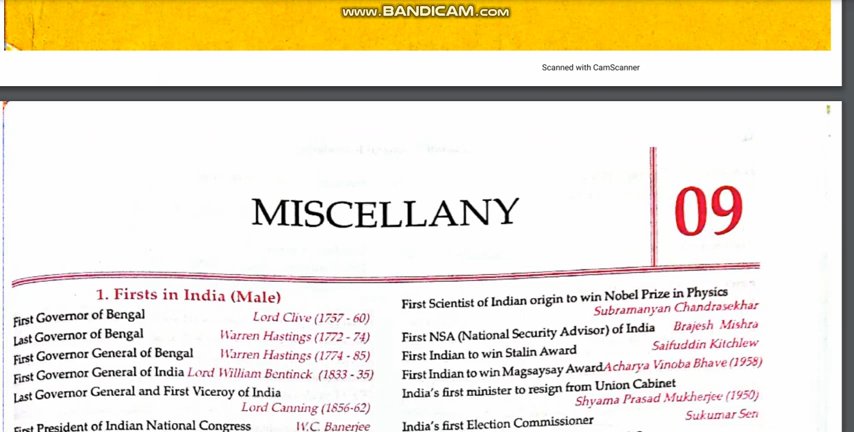 www.BANDICAM.com
Scanned with CamScanner
MISCELLANY
09
1. Firsts in India (Male)
First Governor of Bengal Lord Clive (1757 - 60)
Last Governor of Bengal Warren Hastings (1772 - 74)
First Governor General of Bengal Warren Hastings (1774 - 85)
First Governor General of India Lord William Bentinck (1833 - 35)
Last Governor General and First Viceroy of India
Lord Canning (1856-62)
First President of Indian National Congress W.C. Banerjee
First Scientist of Indian origin to win Nobel Prize in Physics
Subramanyan Chandrasekhar
First NSA (National Security Advisor) of India Brajesh Mishra
First Indian to win Stalin Award Saifuddin Kitchlew
First Indian to win Magsaysay Award Acharya Vinoba Bhave (1958)
India's first minister to resign from Union Cabinet
Shyama Prasad Mukherjee (1950)
India's first Election Commissioner Sukumar Sen